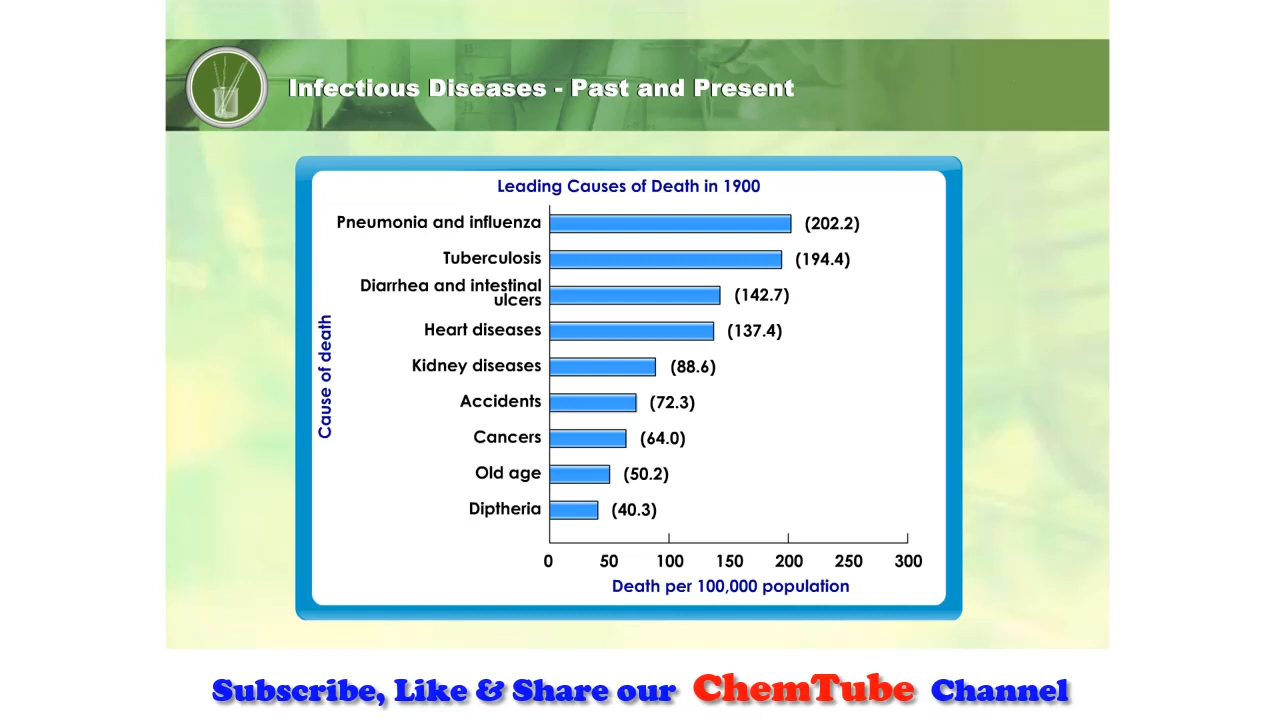 Infectious Diseases - Past and Present
Leading Causes of Death in 1900
Cause of death
Pneumonia and influenza (202.2)
Tuberculosis (194.4)
Diarrhea and intestinal
ulcers (142.7)
Heart diseases (137.4)
Kidney diseases (88.6)
Accidents (72.3)
Cancers (64.0)
Old age (50.2)
Diptheria (40.3)
0 50 100 150 200 250 300
Death per 100,000 population
Subscribe, Like & Share our ChemTube Channel